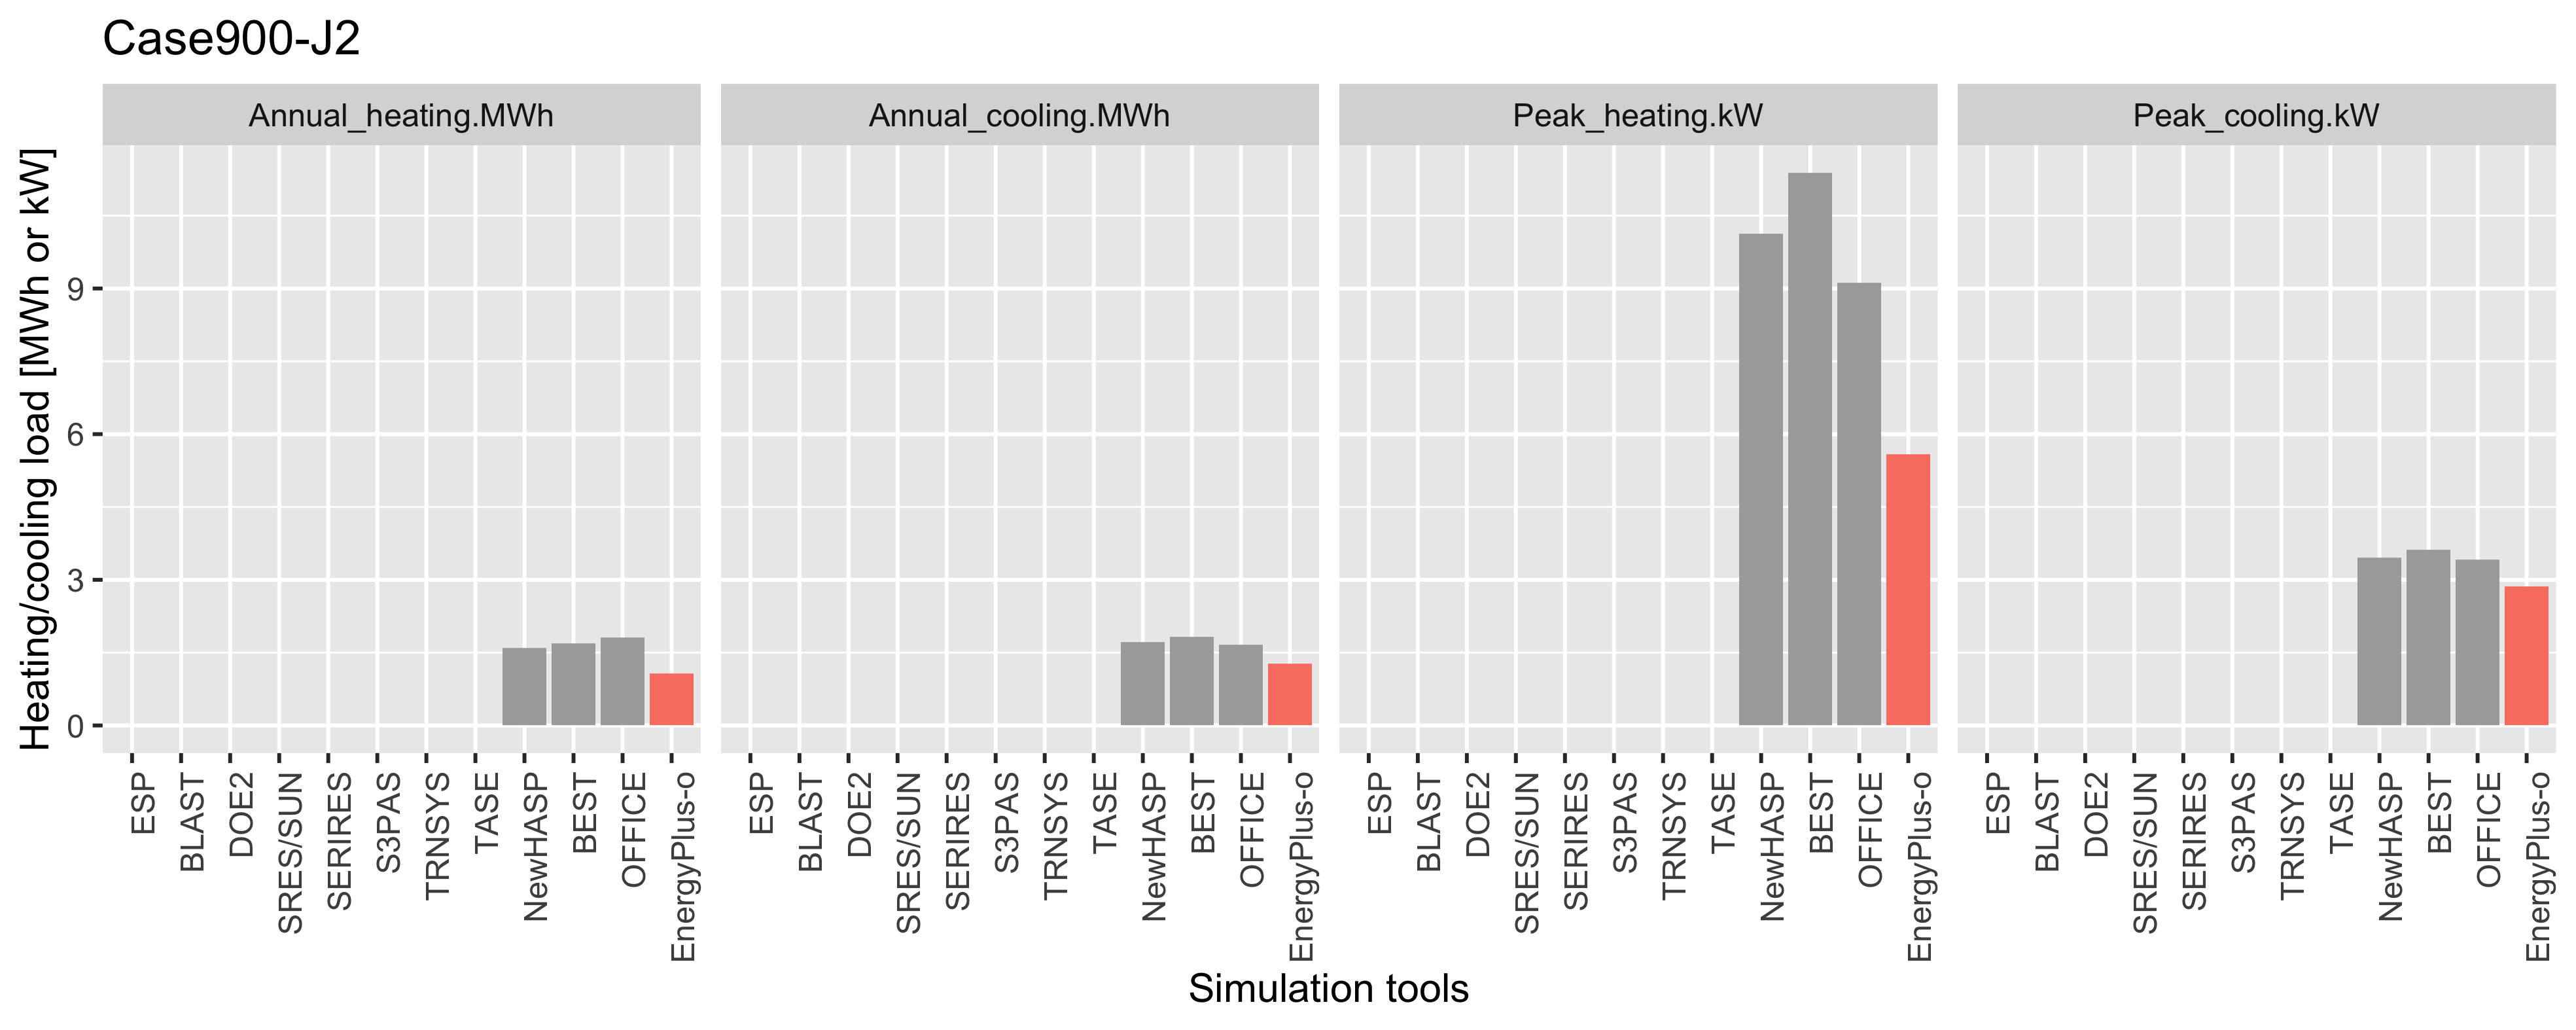 Case900-J2
Annual_heating.MWh Annual_cooling.MWh Peak_heating.kW Peak_cooling.kW
Heating/cooling load [MWh or kW]
9
6
3
0
ESP BLAST DOE2 SRES/SUN SERIRES S3PAS TRNSYS TASE NewHASP BEST OFFICE EnergyPlus-o
ESP BLAST DOE2 SRES/SUN SERIRES S3PAS TRNSYS TASE NewHASP BEST OFFICE EnergyPlus-o
ESP BLAST DOE2 SRES/SUN SERIRES S3PAS TRNSYS TASE NewHASP BEST OFFICE EnergyPlus-o
ESP BLAST DOE2 SRES/SUN SERIRES S3PAS TRNSYS TASE NewHASP BEST OFFICE EnergyPlus-o
Simulation tools